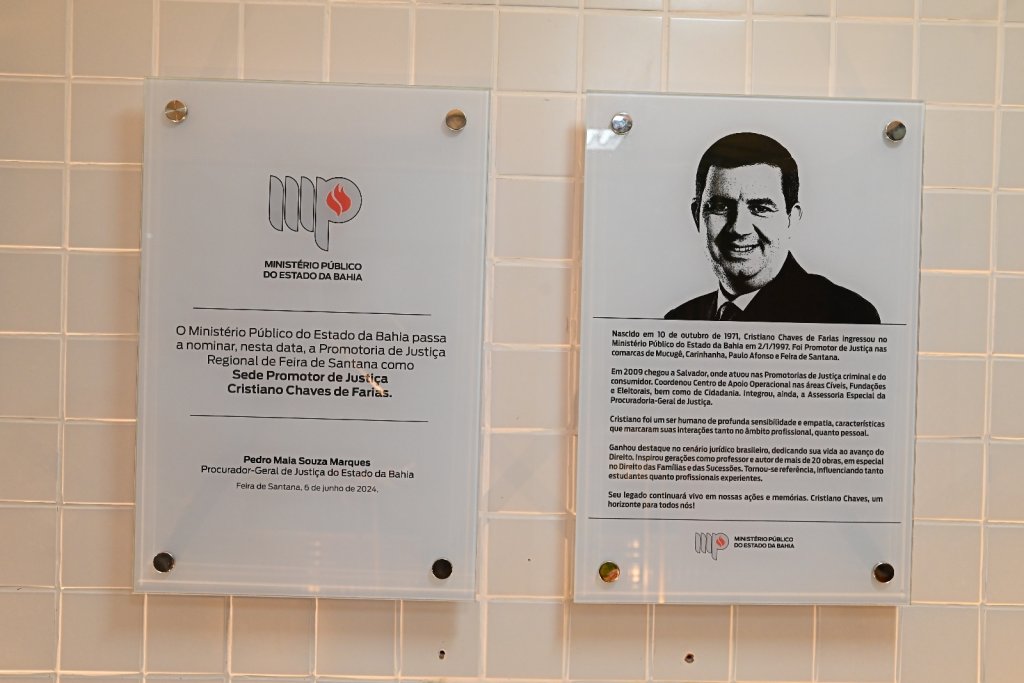 mp
MINISTÉRIO PÚBLICO
DO ESTADO DA BAHIA
O Ministério Público do Estado da Bahia passa
a nominar, nesta data, a Promotoria de Justiça
Regional de Feira de Santana como
Sede Promotor de Justiça
Cristiano Chaves de Farias.
Pedro Maia Souza Marques
Procurador-Geral de Justiça do Estado da Bahia
Feira de Santana, 6 de junho de 2024.
Nascido em 10 de outubro de 1971, Cristiano Chaves de Farias ingressou no
Ministério Público do Estado da Bahia em 2/1/1997. Foi Promotor de Justiça nas
comarcas de Mucugê, Carinhanha, Paulo Afonso e Feira de Santana.
Em 2009 chegou a Salvador, onde atuou nas Promotorias de Justiça criminal e do
consumidor. Coordenou Centro de Apoio Operacional nas áreas Cíveis, Fundações
e Eleitorais, bem como de Cidadania. Integrou, ainda, a Assessoria Especial da
Procuradoria-Geral de Justiça.
Cristiano foi um ser humano de profunda sensibilidade e empatia, características
que marcaram suas interações tanto no âmbito profissional, quanto pessoal.
Ganhou destaque no cenário jurídico brasileiro, dedicando sua vida ao avanço do
Direito. Inspirou gerações como professor e autor de mais de 20 obras, em especial
no Direito das Famílias e das Sucessões. Tornou-se referência, influenciando tanto
estudantes quanto profissionais experientes.
Seu legado continuará vivo em nossas ações e memórias. Cristiano Chaves, um
horizonte para todos nós!
mp
MINISTÉRIO PÚBLICO
DO ESTADO DA BAHIA